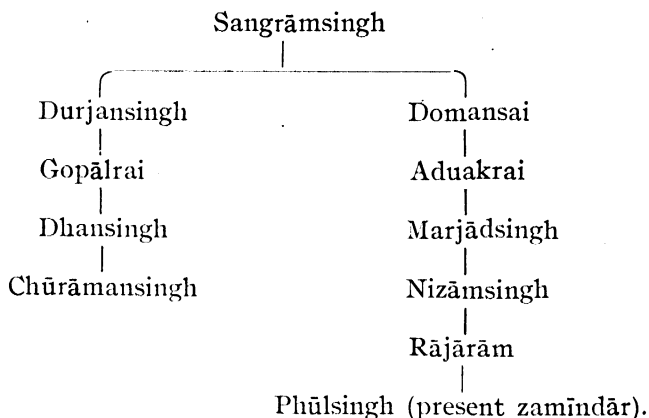 Sangrāmsingh
Durjansingh Domansai
Gopālrai Aduakrai
Dhansingh Marjādsingh
Chūrāmansingh Nizāmsingh
Rājārām
Phūlsingh (present zamīndār).